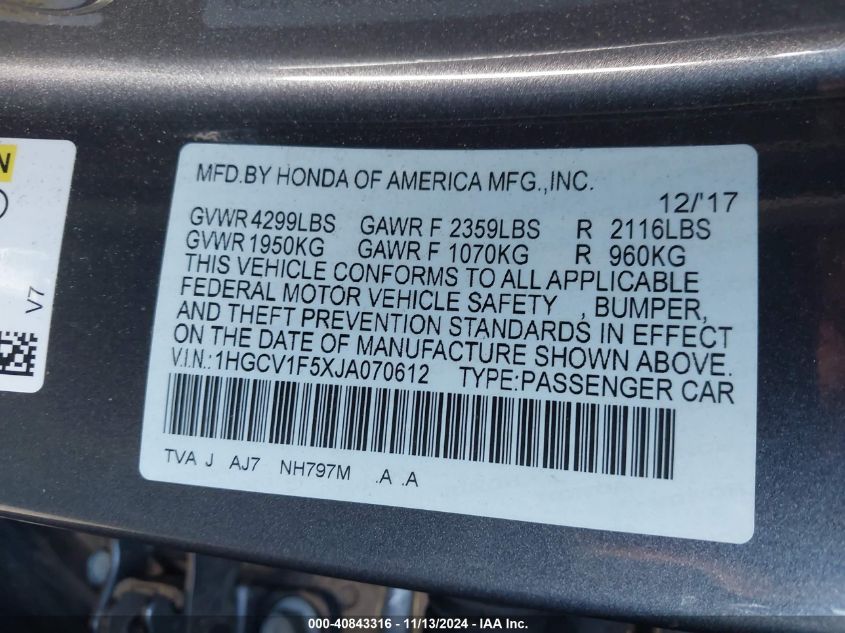 MFD.BY HONDA OF AMERICA MFG.,INC.
12/'17
GVWR 4299LBS GAWR F 2359LBS R 2116LBS
GVWR 1950KG GAWR F 1070KG R 960KG
THIS VEHICLE CONFORMS TO ALL APPLICABLE
FEDERAL MOTOR VEHICLE SAFETY , BUMPER,
AND THEFT PREVENTION STANDARDS IN EFFECT
ON THE DATE OF MANUFACTURE SHOWN ABOVE.
V.I.N.:1HGCV1F5XJA070612 TYPE:PASSENGER CAR
TVA J AJ7 NH797M .A .A
N
V7
000-40843316 - 11/13/2024 - IAA Inc.